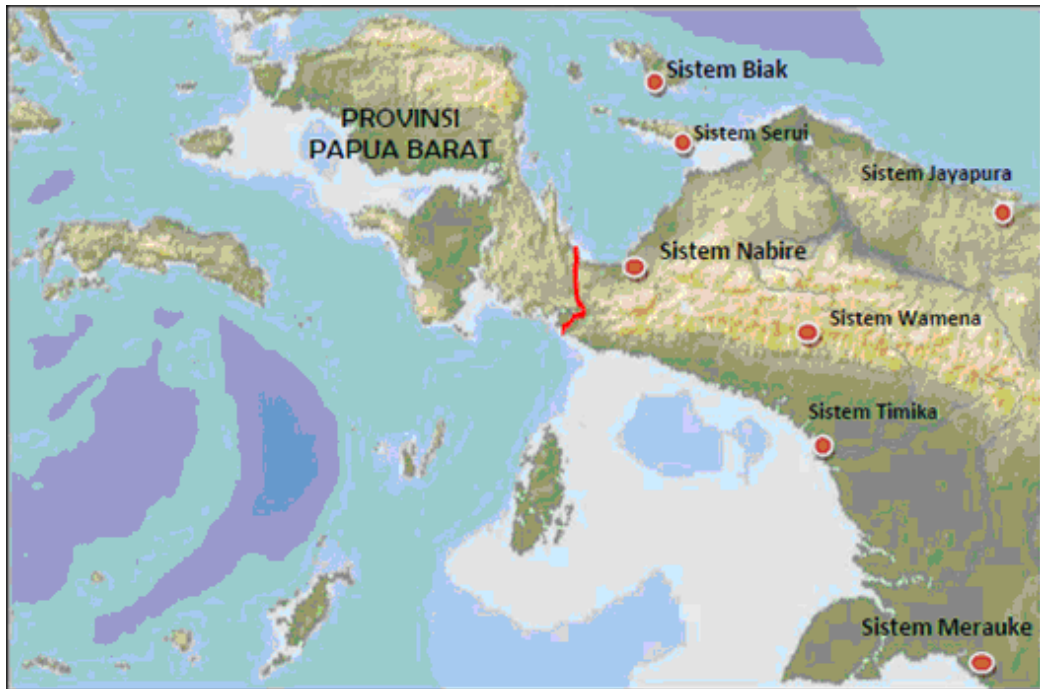 Sistem Biak
PROVINSI
PAPUA BARAT
Sistem Serui
Sistem Jayapura
Sistem Nabire
Sistem Wamena
Sistem Timika
Sistem Merauke